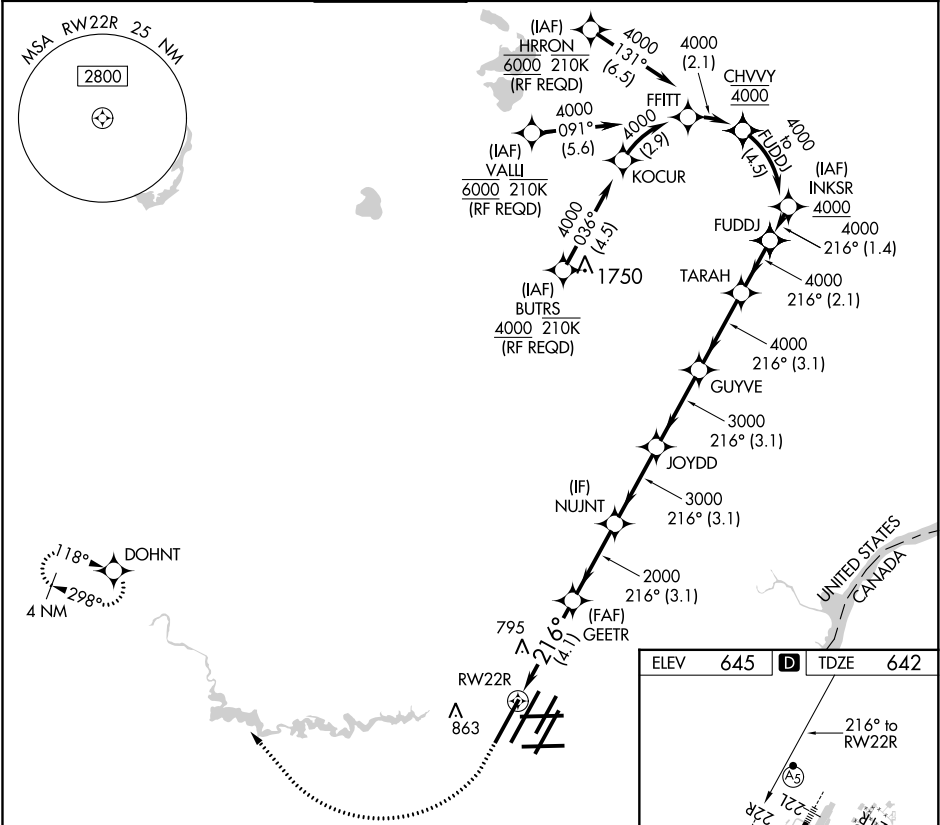 MSA RW22R 25 NM
2800
(IAF)
HRRON
6000 210K
(RF REQD)
4000
131°
(6.5)
4000
(2.1)
CHVVY
4000
FFITT
4000
091°
(5.6)
(IAF)
VALLI
6000 210K
(RF REQD)
4000
(2.9)
KOCUR
4000
to
FUDDJ
(4.5)
(IAF)
INKSR
4000
4000
216° (1.4)
FUDDJ
4000
036°
(4.5)
1750
(IAF)
BUTRS
4000 210K
(RF REQD)
TARAH
4000
216° (2.1)
4000
216° (3.1)
GUYVE
3000
216° (3.1)
JOYDD
3000
216° (3.1)
(IF)
NUJNT
2000
216° (3.1)
(FAF)
GEETR
UNITED STATES
CANADA
118°
DOHNT
298°
4 NM
795
216°
(4.1)
RW22R
863
ELEV 645 D TDZE 642
216° to
RW22R
A5
22R
22L